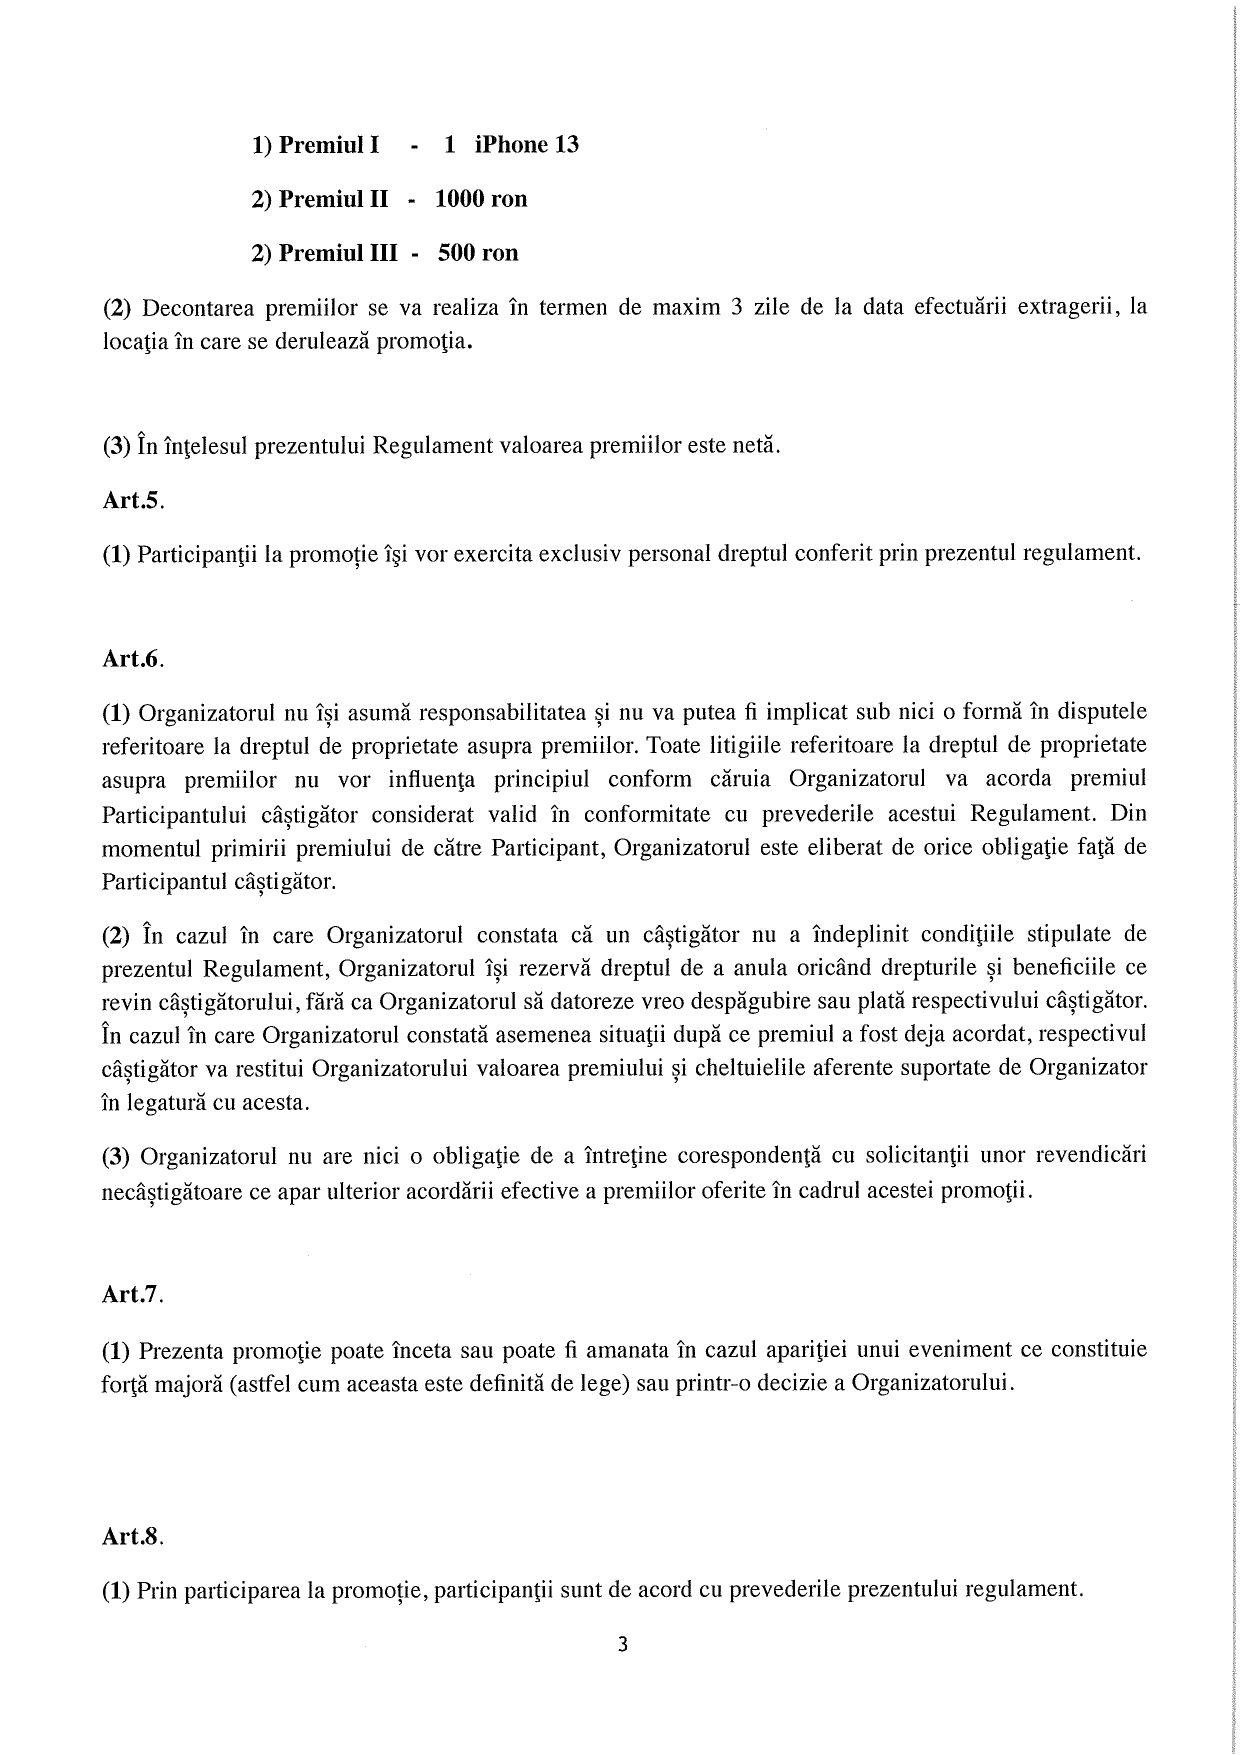 1) Premiul I - 1 iPhone 13
2) Premiul II - 1000 ron
2) Premiul III - 500 ron
(2) Decontarea premiilor se va realiza în termen de maxim 3 zile de la data efectuării extragerii, la
locaţia în care se derulează promoţia.
(3) În înţelesul prezentului Regulament valoarea premiilor este netă.
Art.5.
(1) Participanţii la promoție îşi vor exercita exclusiv personal dreptul conferit prin prezentul regulament.
Art.6.
(1) Organizatorul nu își asumă responsabilitatea și nu va putea fi implicat sub nici o formă în disputele
referitoare la dreptul de proprietate asupra premiilor. Toate litigiile referitoare la dreptul de proprietate
asupra premiilor nu vor influenţa principiul conform căruia Organizatorul va acorda premiul
Participantului câștigător considerat valid în conformitate cu prevederile acestui Regulament. Din
momentul primirii premiului de către Participant, Organizatorul este eliberat de orice obligaţie faţă de
Participantul câștigător.
(2) În cazul în care Organizatorul constata că un câştigător nu a îndeplinit condiţiile stipulate de
prezentul Regulament, Organizatorul își rezervă dreptul de a anula oricând drepturile și beneficiile ce
revin câștigătorului, fără ca Organizatorul să datoreze vreo despăgubire sau plată respectivului câștigător.
În cazul în care Organizatorul constată asemenea situaţii după ce premiul a fost deja acordat, respectivul
câștigător va restitui Organizatorului valoarea premiului și cheltuielile aferente suportate de Organizator
în legatură cu acesta.
(3) Organizatorul nu are nici o obligaţie de a întreţine corespondenţă cu solicitanţii unor revendicări
necâștigătoare ce apar ulterior acordării efective a premiilor oferite în cadrul acestei promoţii.
Art.7.
(1) Prezenta promoţie poate înceta sau poate fi amanata în cazul apariţiei unui eveniment ce constituie
forţă majoră (astfel cum aceasta este definită de lege) sau printr-o decizie a Organizatorului.
Art.8.
(1) Prin participarea la promoție, participanţii sunt de acord cu prevederile prezentului regulament.
3